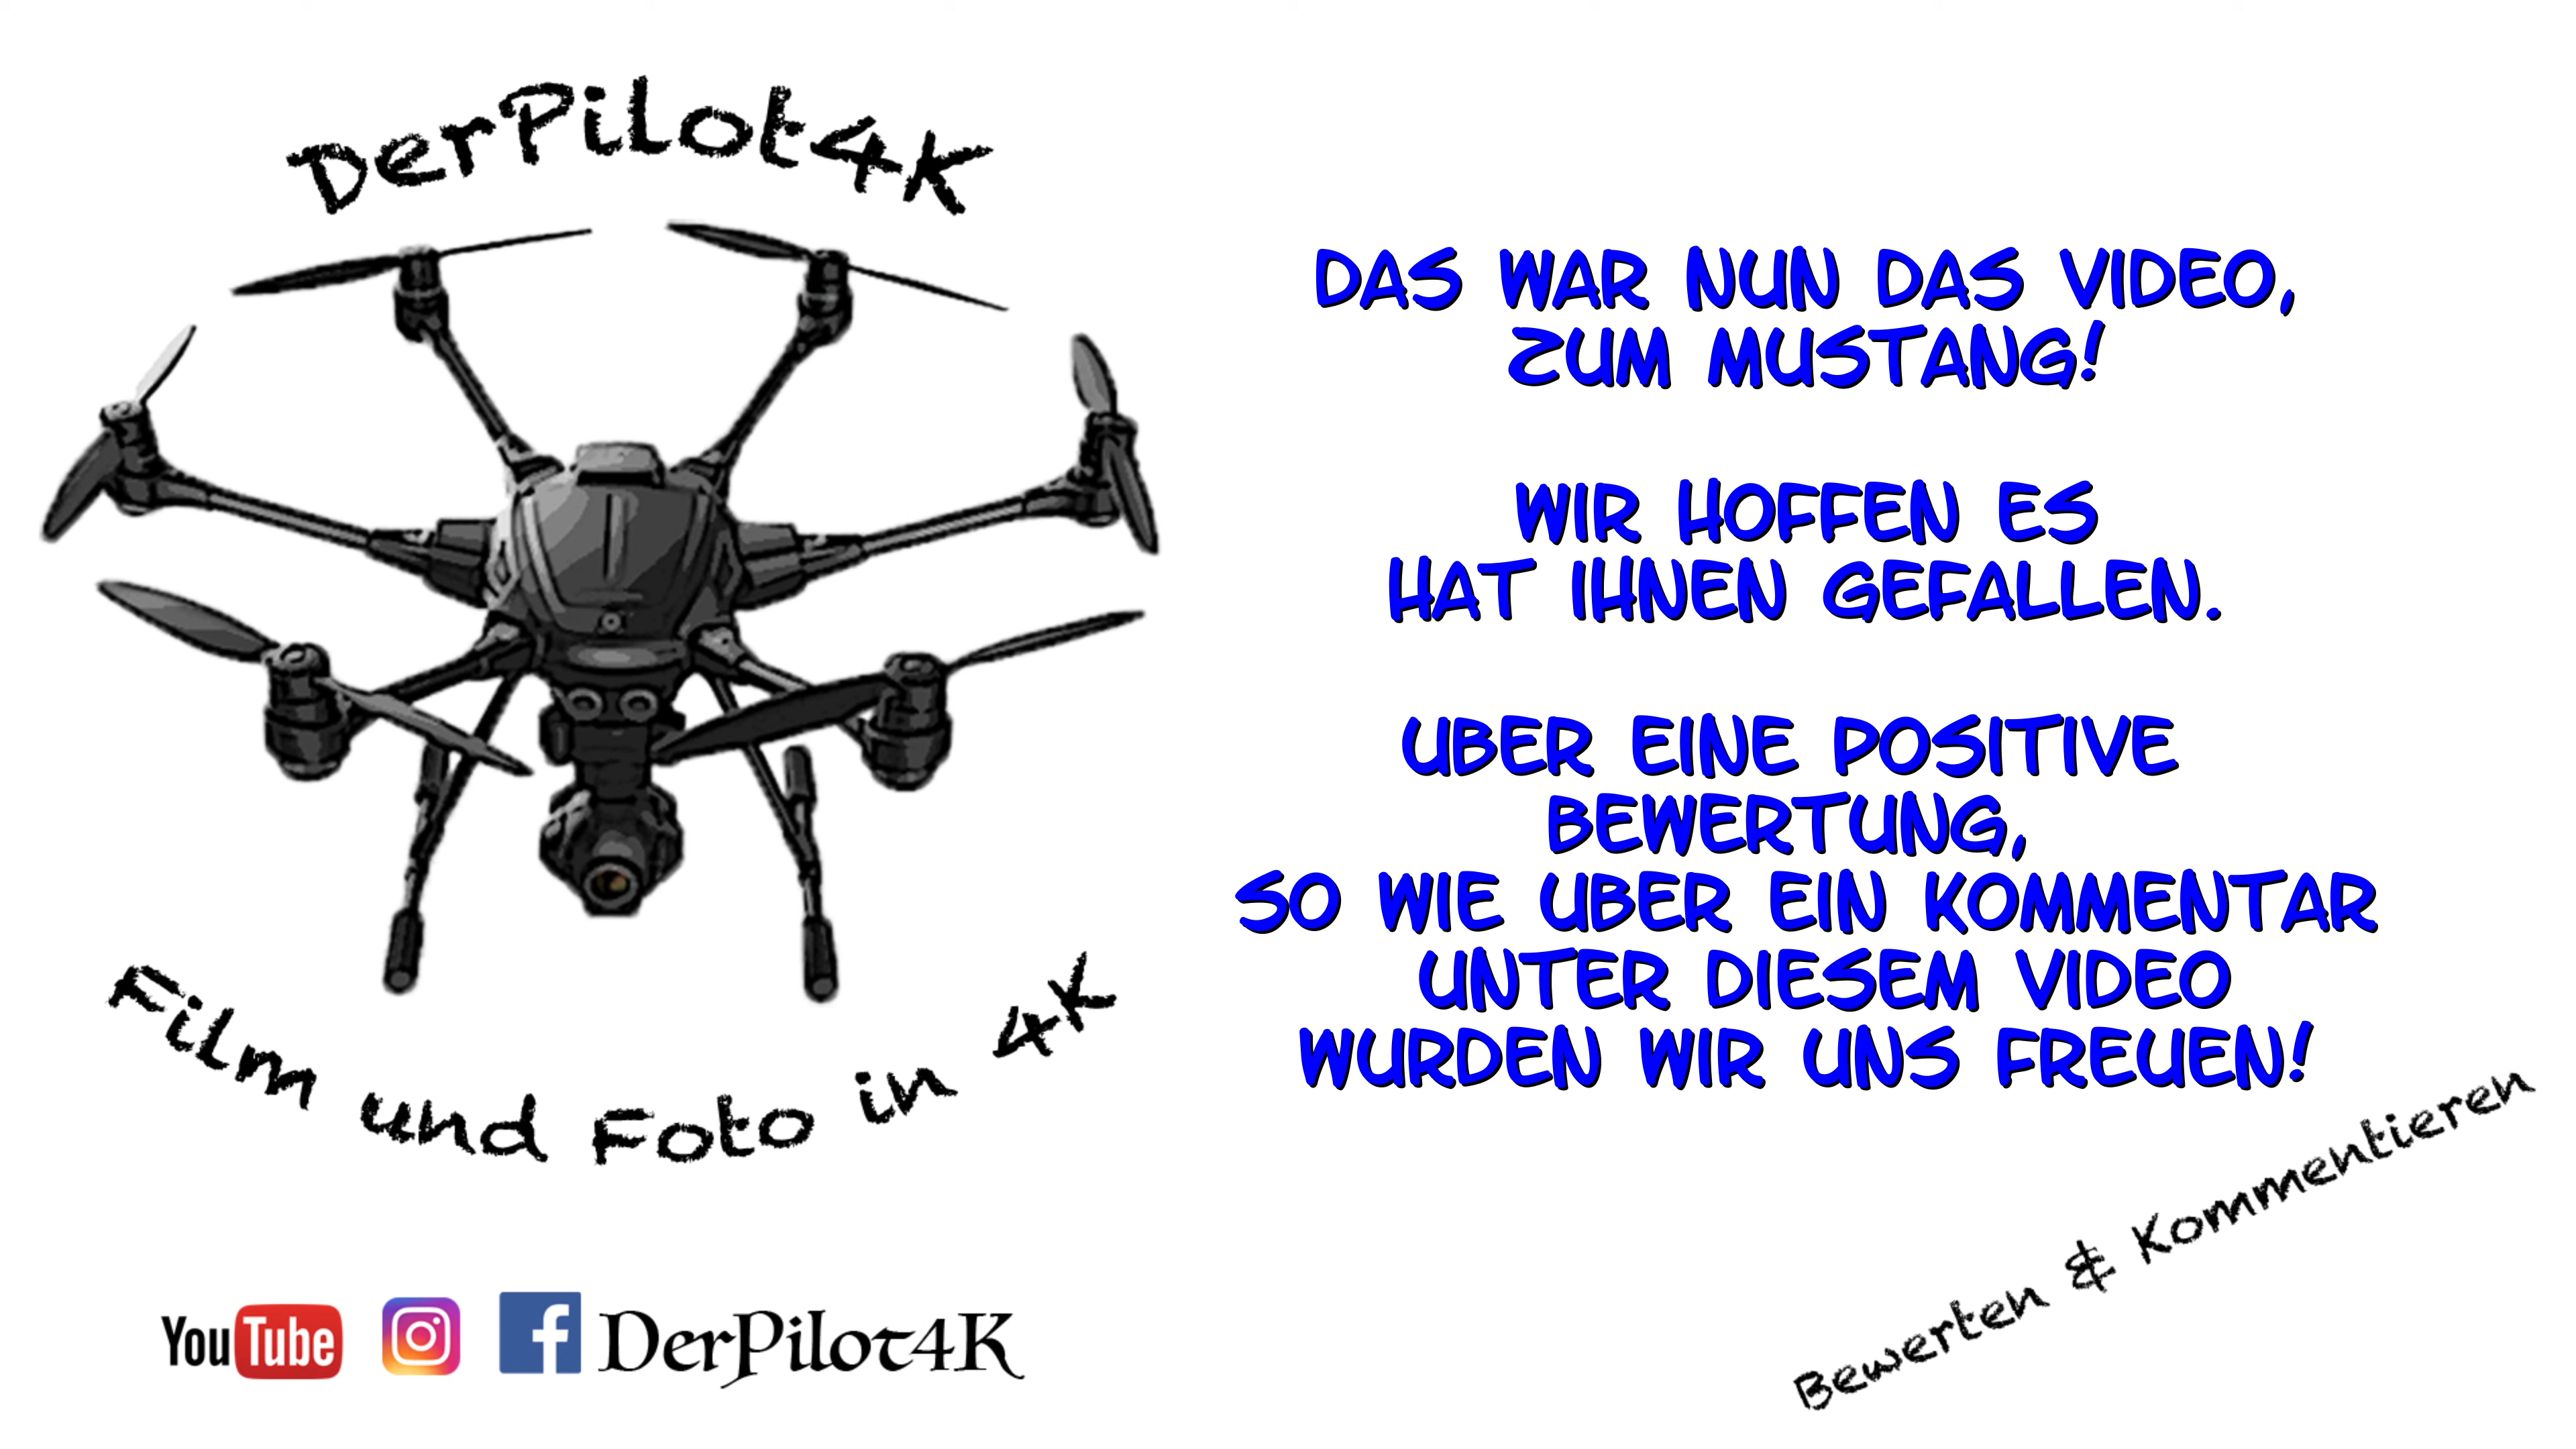 DerPilot4K
Film und Foto in 4K
YouTube
DerPilot4K
DAS WAR NUN DAS VIDEO,
ZUM MUSTANG!
WIR HOFFEN ES
HAT IHNEN GEFALLEN.
UBER EINE POSITIVE
BEWERTUNG,
SO WIE UBER EIN KOMMENTAR
UNTER DIESEM VIDEO
WURDEN WIR UNS FREUEN!
Bewerten & Kommentieren